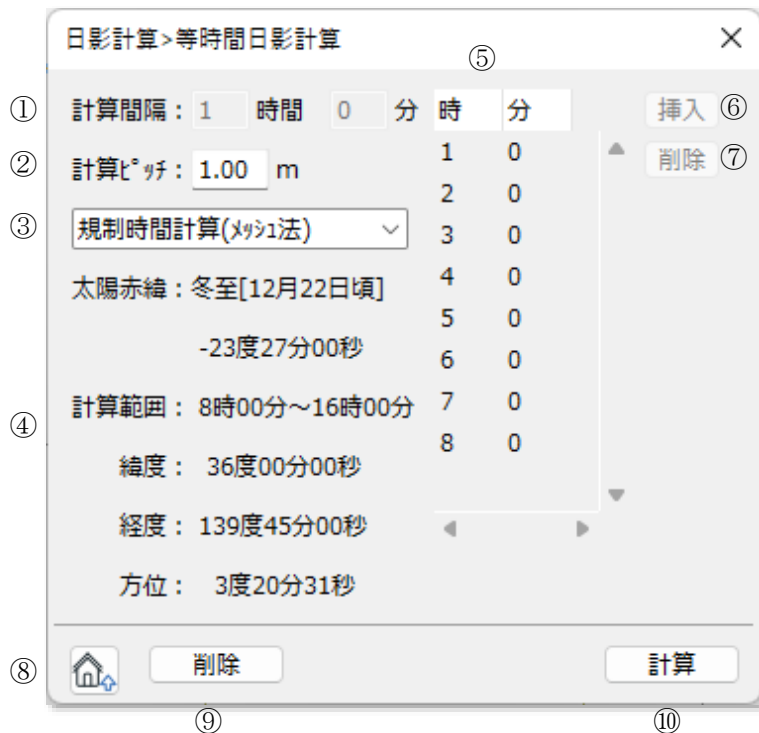 日影計算>等時間日影計算
⑤
① 計算間隔： 1 時間 0 分 時 分 挿入 ⑥
② 計算ﾋﾟｯﾁ： 1.00 m 1 0 削除 ⑦
2 0
③ 規制時間計算(ﾒｯｼｭ法) 3 0
太陽赤緯：冬至[12月22日頃] 4 0
5 0
-23度27分00秒 6 0
④ 計算範囲： 8時00分～16時00分 7 0
緯度： 36度00分00秒 8 0
経度： 139度45分00秒
方位： 3度20分31秒
⑧ 削除 計算
⑨ ⑩